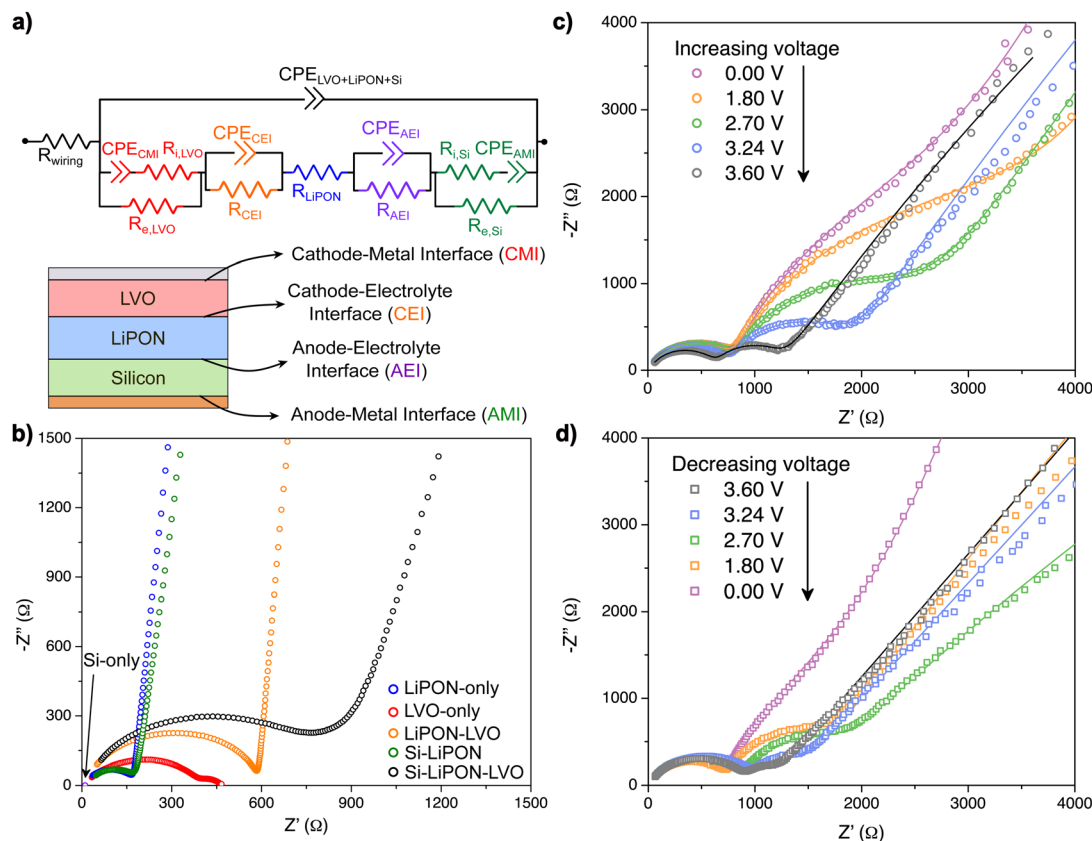 a)
CPE_LVO+LiPON+Si
R_wiring
CPE_CMI R_i,LVO
CPE_CEI
CPE_AEI
R_i,Si CPE_AMI
R_LiPON
R_e,LVO
R_CEI
R_AEI
R_e,Si
Cathode-Metal Interface (CMI)
LVO
Cathode-Electrolyte
Interface (CEI)
LiPON
Anode-Electrolyte
Interface (AEI)
Silicon
Anode-Metal Interface (AMI)
b)
1500
1200
900
600
300
0
-Z" (Ω)
Si-only
LiPON-only
LVO-only
LiPON-LVO
Si-LiPON
Si-LiPON-LVO
0 300 600 900 1200 1500
Z' (Ω)
c)
4000
3000
2000
1000
0
-Z" (Ω)
Increasing voltage
0.00 V
1.80 V
2.70 V
3.24 V
3.60 V
0 1000 2000 3000 4000
Z' (Ω)
d)
4000
3000
2000
1000
0
-Z" (Ω)
Decreasing voltage
3.60 V
3.24 V
2.70 V
1.80 V
0.00 V
0 1000 2000 3000 4000
Z' (Ω)